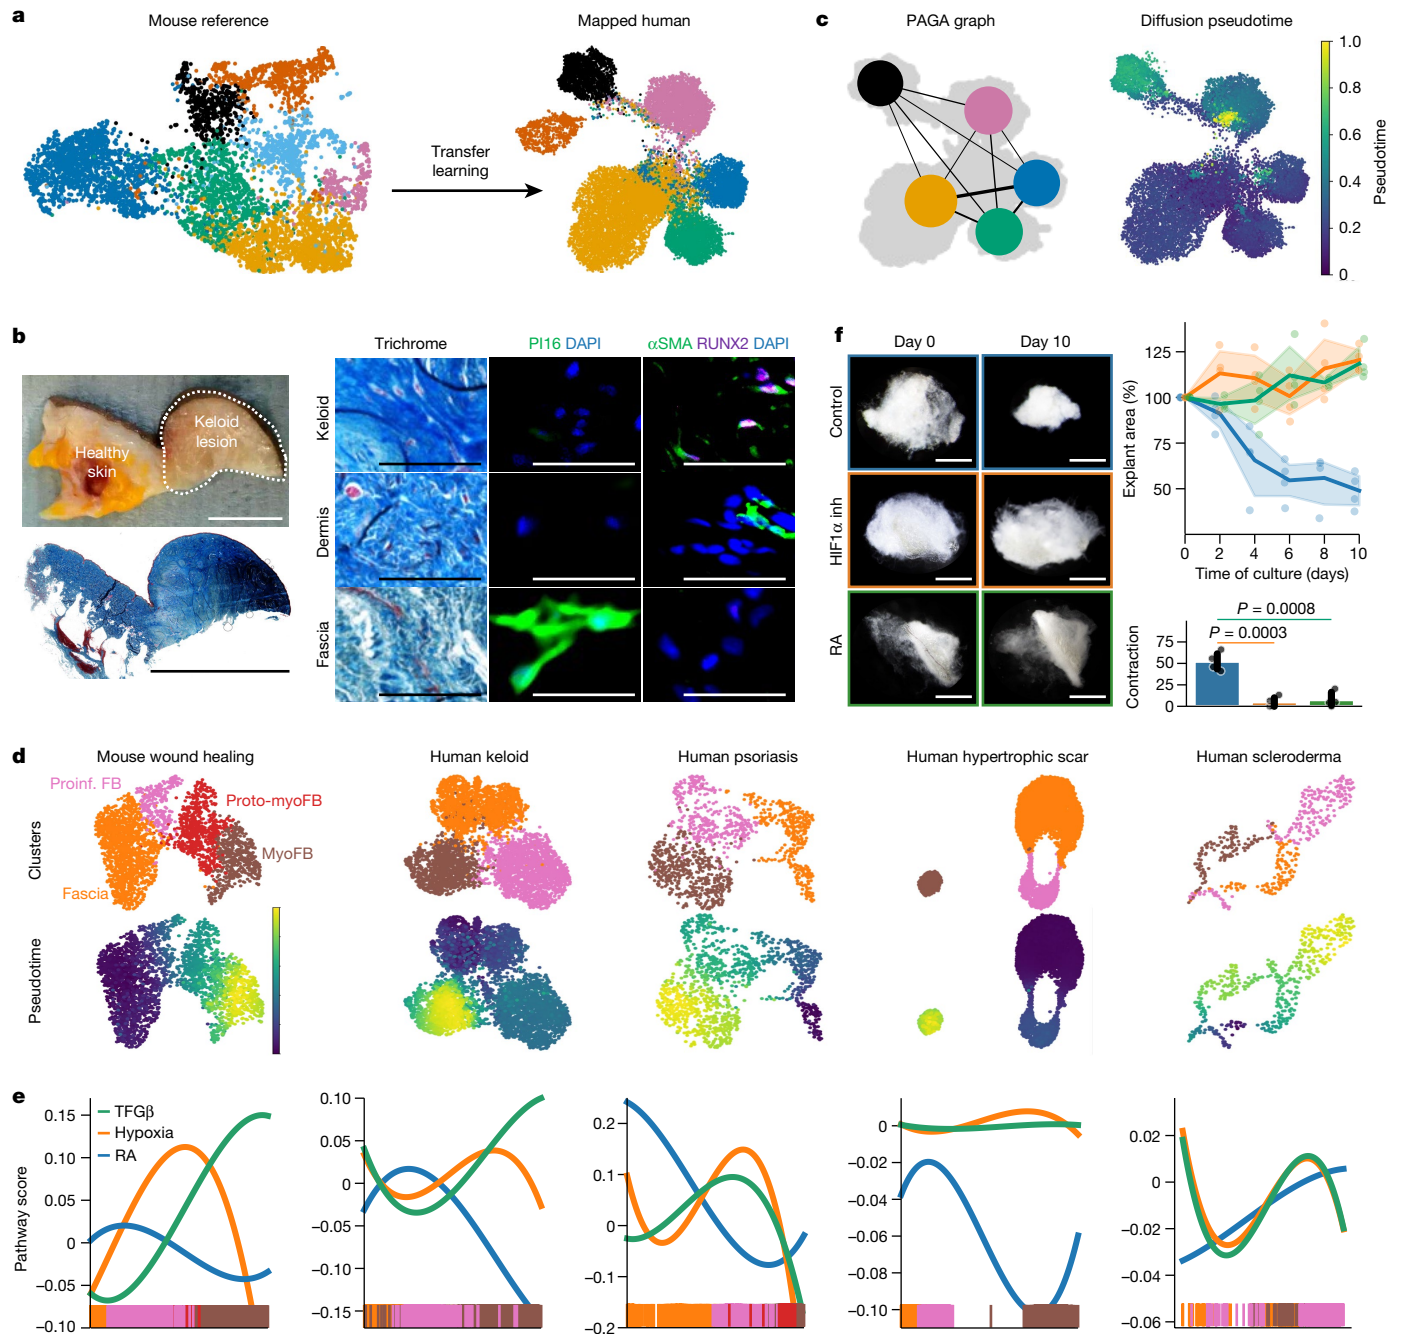 a
Mouse reference
Mapped human
Transfer
learning
c
PAGA graph
Diffusion pseudotime
1.0
0.8
0.6
0.4
0.2
0
Pseudotime
b
Healthy
skin
Keloid
lesion
Trichrome
PI16 DAPI
αSMA RUNX2 DAPI
Keloid
Dermis
Fascia
f
Day 0
Day 10
Control
HIF1α inh
RA
Explant area (%)
125
100
75
50
0 2 4 6 8 10
Time of culture (days)
P = 0.0008
P = 0.0003
Contraction
75
50
25
0
d
Mouse wound healing
Human keloid
Human psoriasis
Human hypertrophic scar
Human scleroderma
Clusters
Proinf. FB
Proto-myoFB
MyoFB
Fascia
Pseudotime
e
Pathway score
TFGβ
Hypoxia
RA
0.15
0.10
0.05
0
−0.05
−0.10
0.10
0.05
0
−0.05
−0.10
−0.15
0.2
0.1
0
−0.1
−0.2
0
−0.02
−0.04
−0.06
−0.08
−0.10
0.02
0
−0.02
−0.04
−0.06